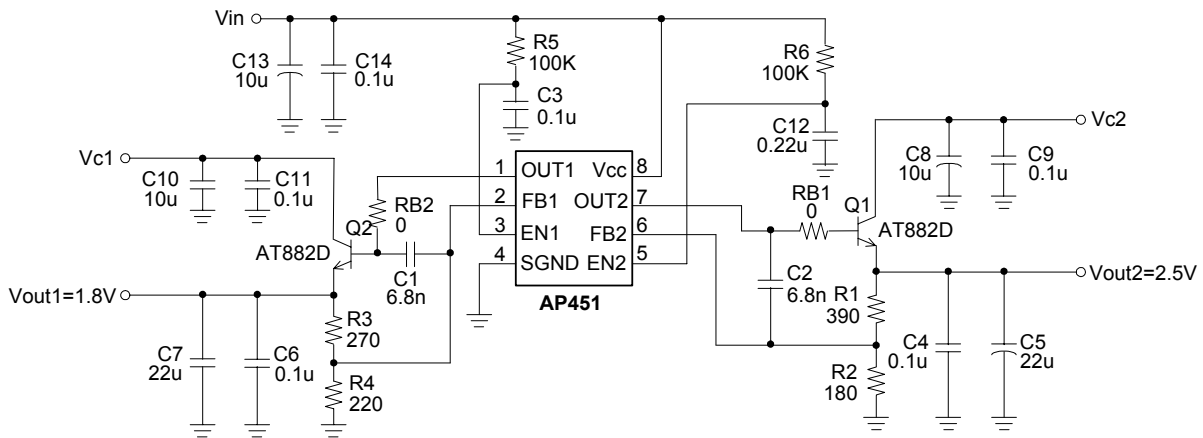 Vin
C13
10u
C14
0.1u
R5
100K
C3
0.1u
R6
100K
C12
0.22u
Vc2
C8
10u
C9
0.1u
Vc1
C10
10u
C11
0.1u
RB2
0
Q2
AT882D
C1
6.8n
1 OUT1 Vcc 8
2 FB1 OUT2 7
3 EN1 FB2 6
4 SGND EN2 5
AP451
RB1
0
Q1
AT882D
C2
6.8n
Vout1=1.8V
Vout2=2.5V
R1
390
R3
270
C7
22u
C6
0.1u
R4
220
R2
180
C4
0.1u
C5
22u